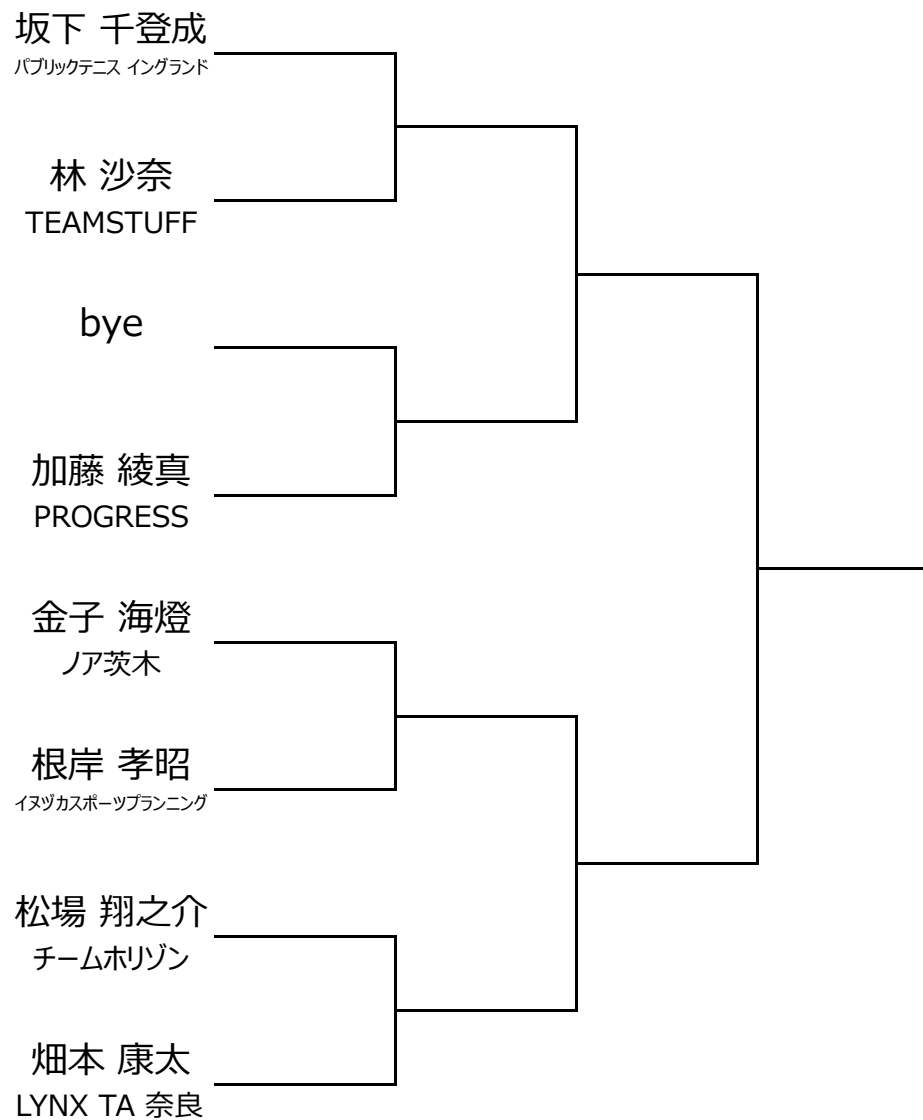 坂下 千登成
パブリックテニス イングランド
林 沙奈
TEAMSTUFF
bye
加藤 綾真
PROGRESS
金子 海燈
ノア茨木
根岸 孝昭
イヌヅカスポーツプランニング
松場 翔之介
チームホリゾン
畑本 康太
LYNX TA 奈良